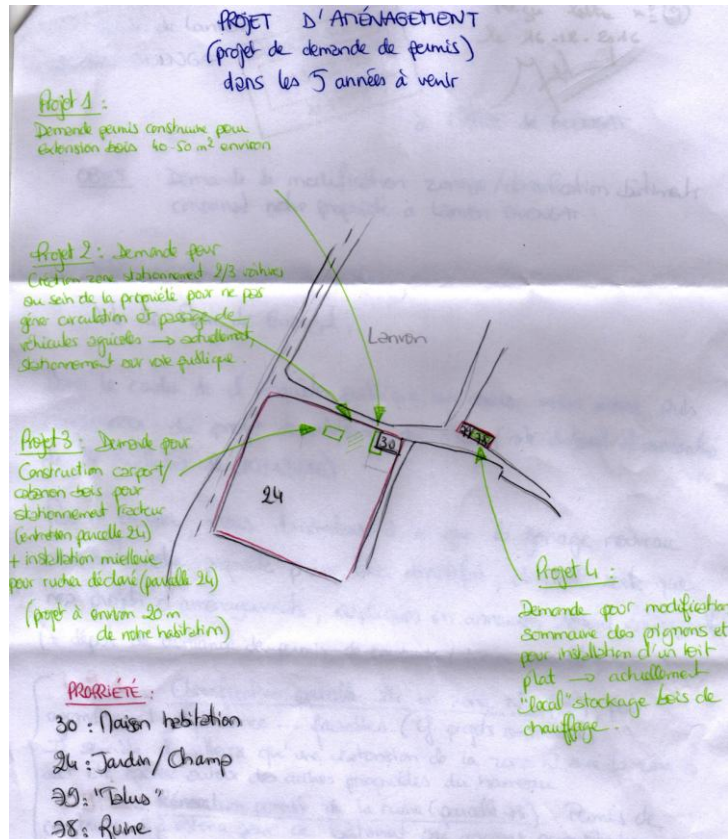 PROJET D'AMÉNAGEMENT
(projet de demande de permis)
dans les 5 années à venir
Projet 1 :
Demande permis construire pour
extension bois 40-50 m² environ
Projet 2 : Demande pour
Création zone stationnement 2/3 voitures
au sein de la propriété pour ne pas
gêner circulation et passage de
véhicules agricoles → actuellement,
stationnement sur voie publique.
Lanvon
Projet 3 : Demande pour
Construction carport/
cabanon bois pour
stationnement tracteur
(entretien parcelle 24)
+ installation miellerie
pour ruches déclaré (parcelle 24)
(projet à environ 20 m
de notre habitation)
30
24
Projet 4 :
Demande pour modification
sommaire des pignons et
pour installation d'un toit
plat → actuellement
"local" stockage bois de
chauffage.
PROPRIÉTÉ :
30 : Maison habitation
24 : Jardin/Champ
39 : "Talus"
38 : Ruine